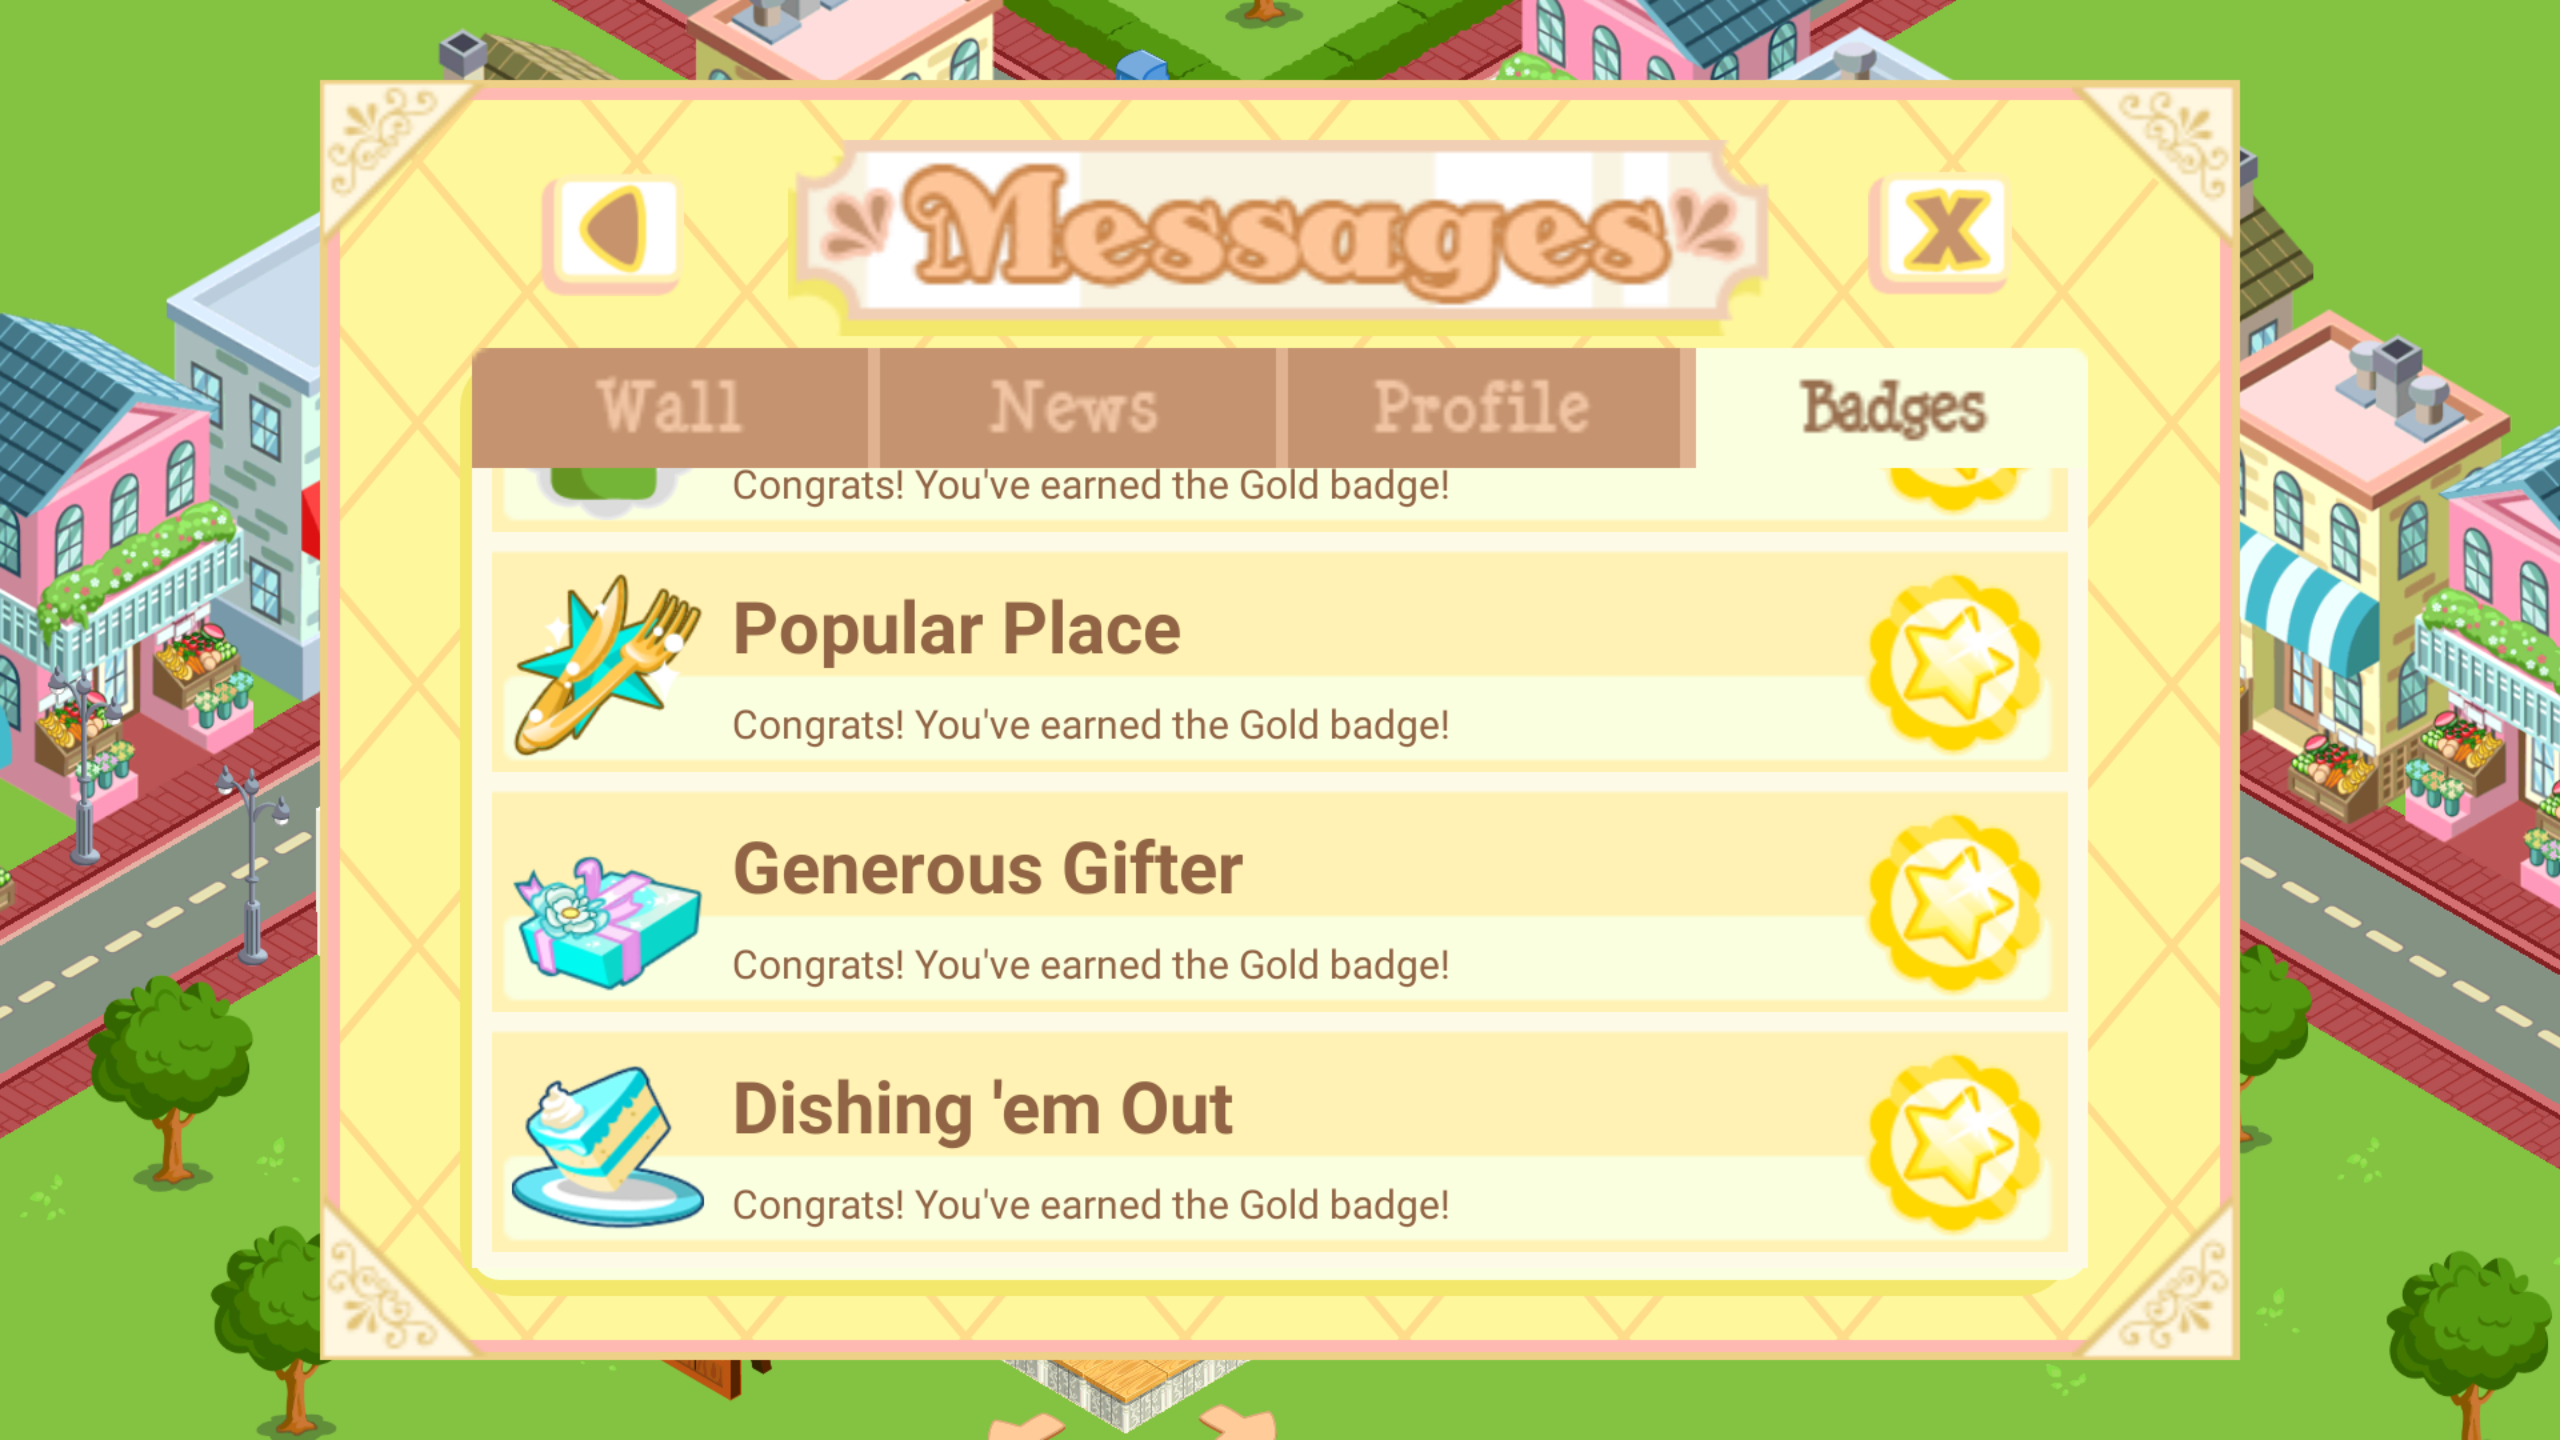 Messages
Wall
News
Profile
Badges
Congrats! You've earned the Gold badge!
Popular Place
Congrats! You've earned the Gold badge!
Generous Gifter
Congrats! You've earned the Gold badge!
Dishing 'em Out
Congrats! You've earned the Gold badge!